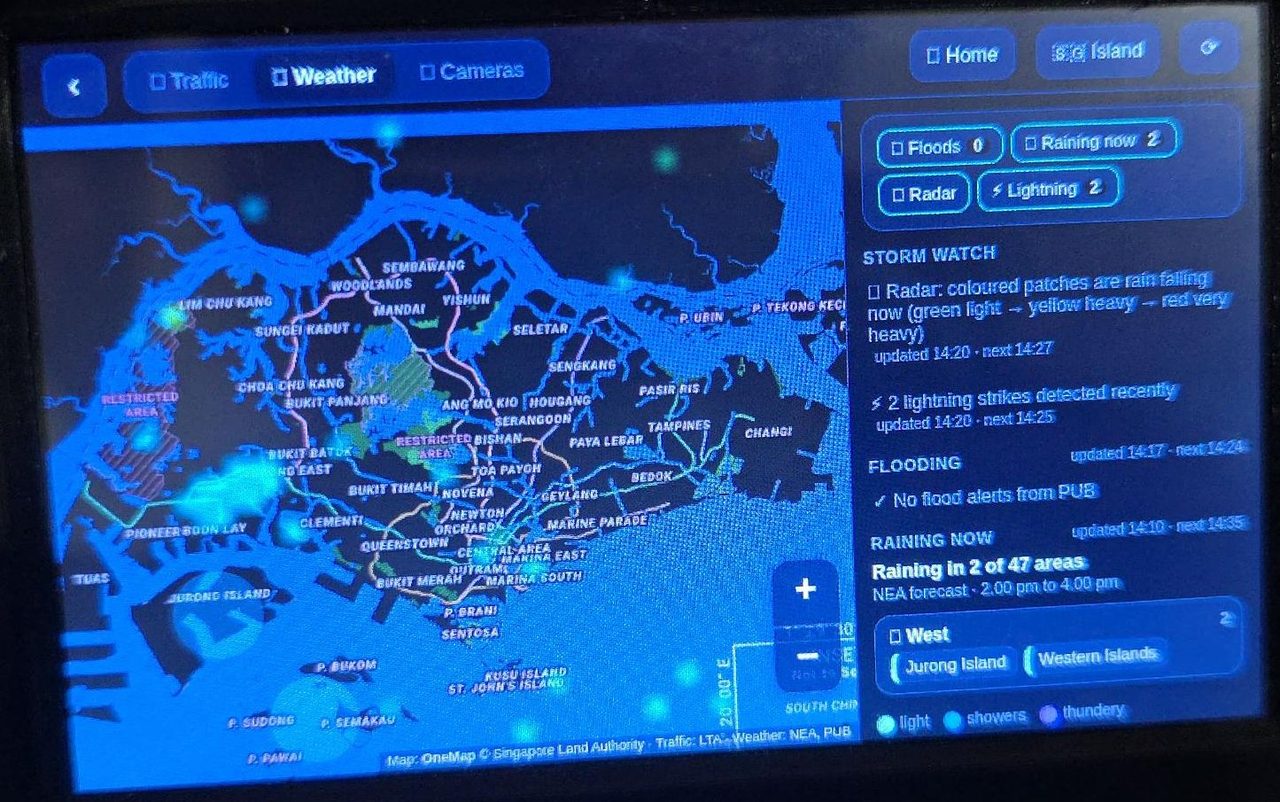 Traffic
Weather
Cameras
Home
SG Island
Floods 0
Raining now 2
Radar
⚡ Lightning 2
STORM WATCH
Radar: coloured patches are rain falling
now (green light → yellow heavy → red very
heavy)
updated 14:20 · next 14:27
⚡ 2 lightning strikes detected recently
updated 14:20 · next 14:25
FLOODING
updated 14:17 · next 14:24
✓ No flood alerts from PUB
RAINING NOW
updated 14:10 · next 14:35
Raining in 2 of 47 areas
NEA forecast · 2.00 pm to 4.00 pm
West
2
Jurong Island
Western Islands
light
showers
thundery
SEMBAWANG
WOODLANDS
LIM CHU KANG
MANDAI
YISHUN
P. UBIN
P. TEKONG KECI
SUNGEI KADUT
SELETAR
SENGKANG
CHOA CHU KANG
PASIR RIS
RESTRICTED
AREA
BUKIT PANJANG
ANG MO KIO
HOUGANG
SERANGOON
TAMPINES
CHANGI
RESTRICTED
AREA
BISHAN
PAYA LEBAR
BUKIT BATOK
NG EAST
TOA PAYOH
BEDOK
BUKIT TIMAH
NOVENA
GEYLANG
PIONEER
BOON LAY
CLEMENTI
NEWTON
ORCHARD
MARINE PARADE
QUEENSTOWN
CENTRAL AREA
MARINA EAST
OUTRAM
TUAS
BUKIT MERAH
MARINA SOUTH
JURONG ISLAND
P. BRANI
SENTOSA
P. BUKOM
KUSU ISLAND
ST. JOHN'S ISLAND
P. SUDONG
P. SEMAKAU
P. PAWAI
+
−
20 00" E
SOUTH CHIN
Map: OneMap © Singapore Land Authority · Traffic: LTA · Weather: NEA, PUB